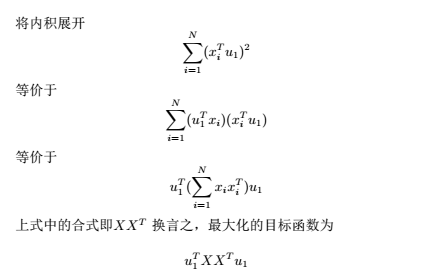 将内积展开
$$\sum_{i=1}^{N}(x_i^T u_1)^2$$
等价于
$$\sum_{i=1}^{N}(u_1^T x_i)(x_i^T u_1)$$
等价于
$$u_1^T(\sum_{i=1}^{N} x_i x_i^T)u_1$$
上式中的合式即$XX^T$ 换言之，最大化的目标函数为
$$u_1^T XX^T u_1$$